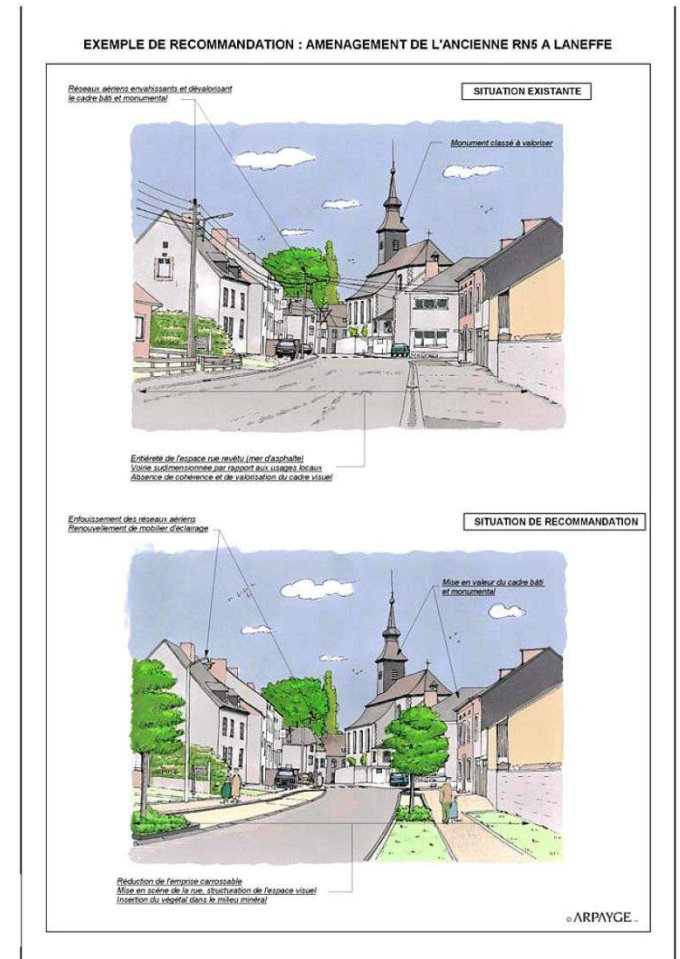 EXEMPLE DE RECOMMANDATION : AMENAGEMENT DE L'ANCIENNE RN5 A LANEFFE
Réseaux aériens envahissants et dévalorisant
le cadre bâti et monumental
SITUATION EXISTANTE
Monument classé à valoriser
Entièreté de l'espace rue revêtu (mer d'asphalte)
Voirie sudimensionnée par rapport aux usages locaux
Absence de cohérence et de valorisation du cadre visuel
Enfouissement des réseaux aériens
Renouvellement de mobilier d'éclairage
SITUATION DE RECOMMANDATION
Mise en valeur du cadre bâti
et monumental
Réduction de l'emprise carrossable
Mise en scène de la rue, structuration de l'espace visuel
Insertion du végétal dans le milieu minéral
© ARPAYGE